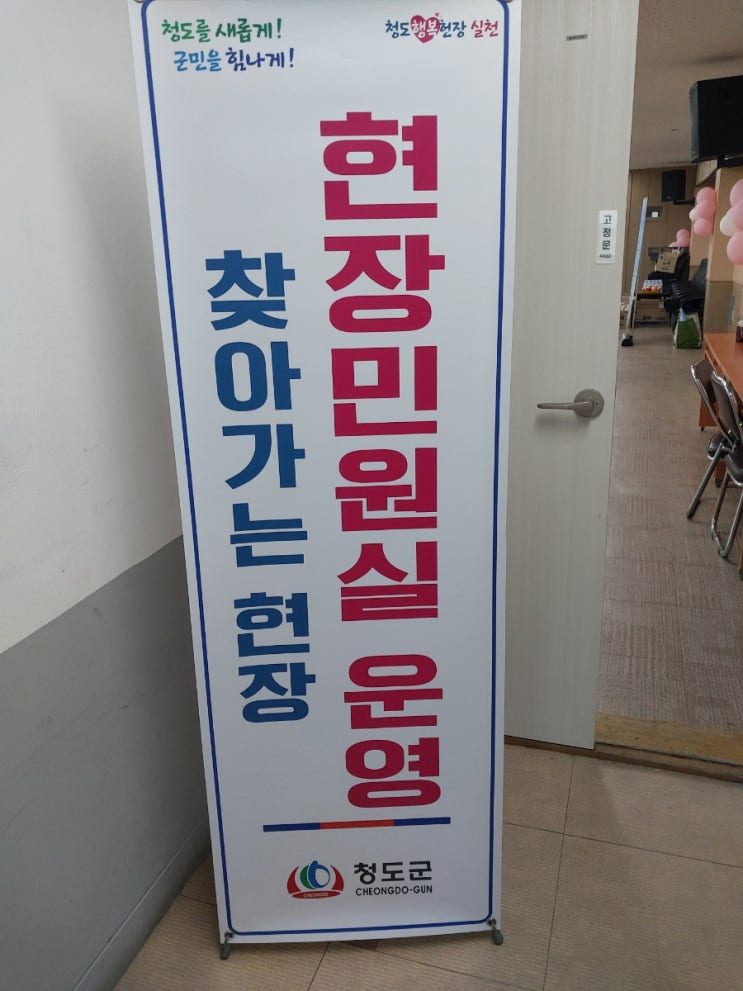 청도를 새롭게!
군민을 힘나게!
청도행복헌장 실천
찾아가는 현장
현장민원실 운영
CHEONGDO
청도군
CHEONGDO-GUN
고정문